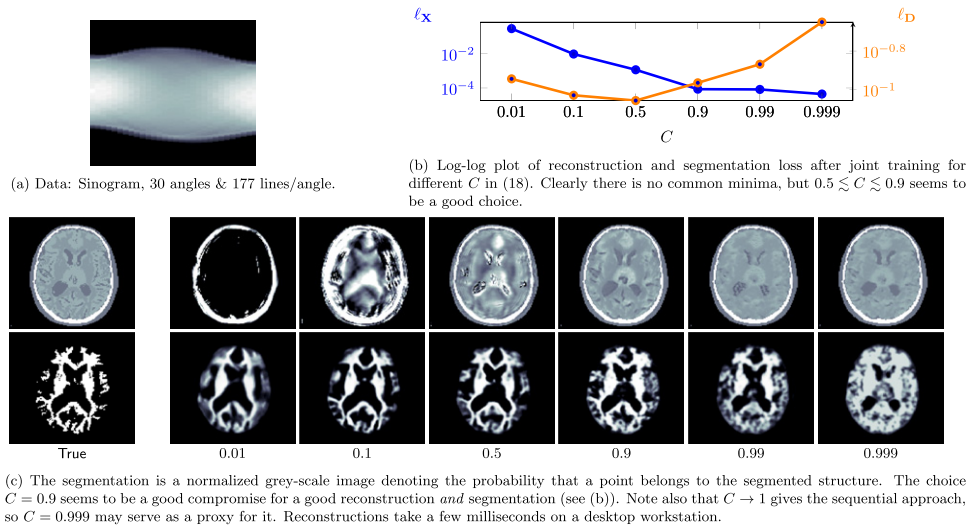 ℓ_X
ℓ_D
10^−2
10^−4
10^−0.8
10^−1
0.01 0.1 0.5 0.9 0.99 0.999
C
(a) Data: Sinogram, 30 angles & 177 lines/angle.
(b) Log-log plot of reconstruction and segmentation loss after joint training for
different C in (18). Clearly there is no common minima, but 0.5 ≲ C ≲ 0.9 seems to
be a good choice.
True 0.01 0.1 0.5 0.9 0.99 0.999
(c) The segmentation is a normalized grey-scale image denoting the probability that a point belongs to the segmented structure. The choice
C = 0.9 seems to be a good compromise for a good reconstruction and segmentation (see (b)). Note also that C → 1 gives the sequential approach,
so C = 0.999 may serve as a proxy for it. Reconstructions take a few milliseconds on a desktop workstation.